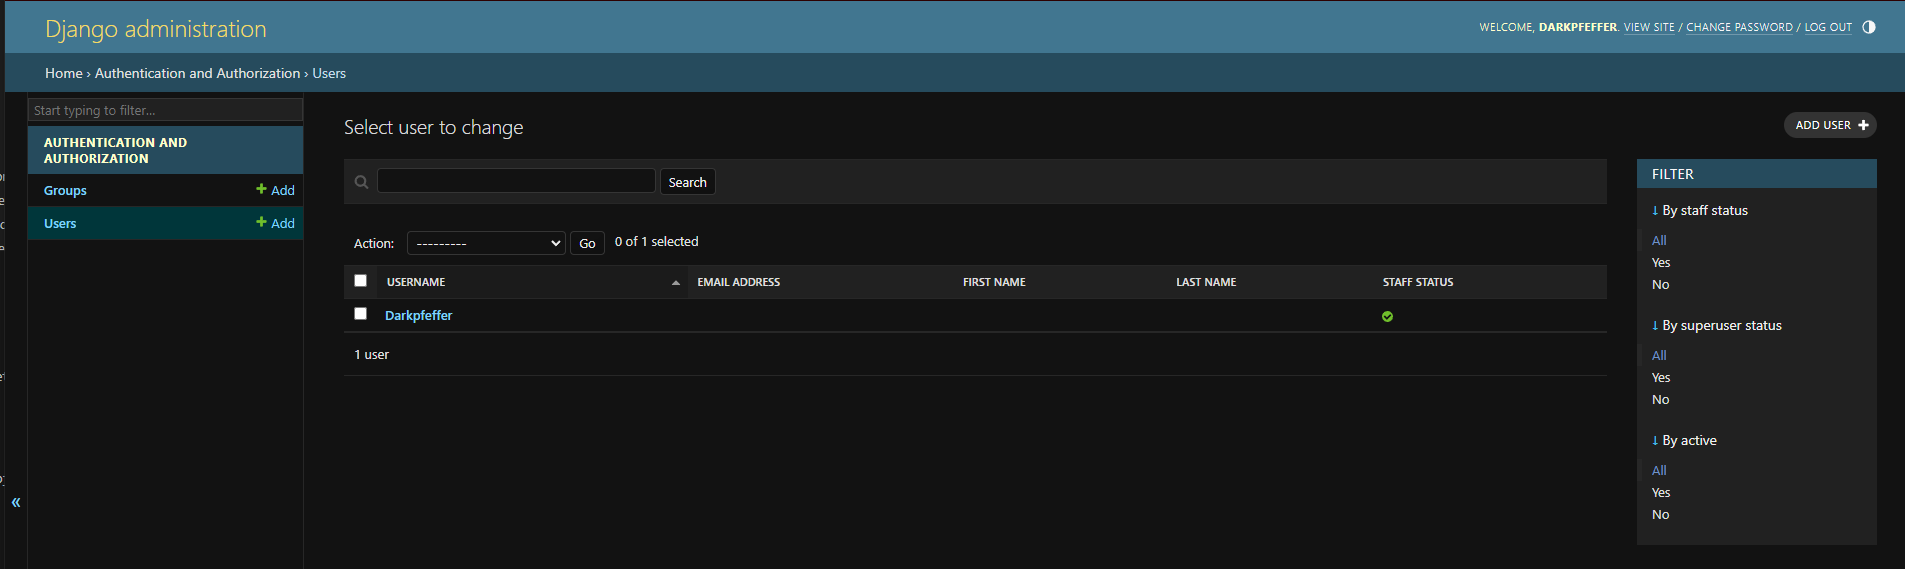 Django administration
WELCOME, DARKPFEFFER. VIEW SITE / CHANGE PASSWORD / LOG OUT
Home › Authentication and Authorization › Users
Start typing to filter...
AUTHENTICATION AND
AUTHORIZATION
Groups + Add
Users + Add
«
Select user to change
ADD USER +
Search
Action: --------- Go 0 of 1 selected
USERNAME EMAIL ADDRESS FIRST NAME LAST NAME STAFF STATUS
Darkpfeffer
1 user
FILTER
↓ By staff status
All
Yes
No
↓ By superuser status
All
Yes
No
↓ By active
All
Yes
No